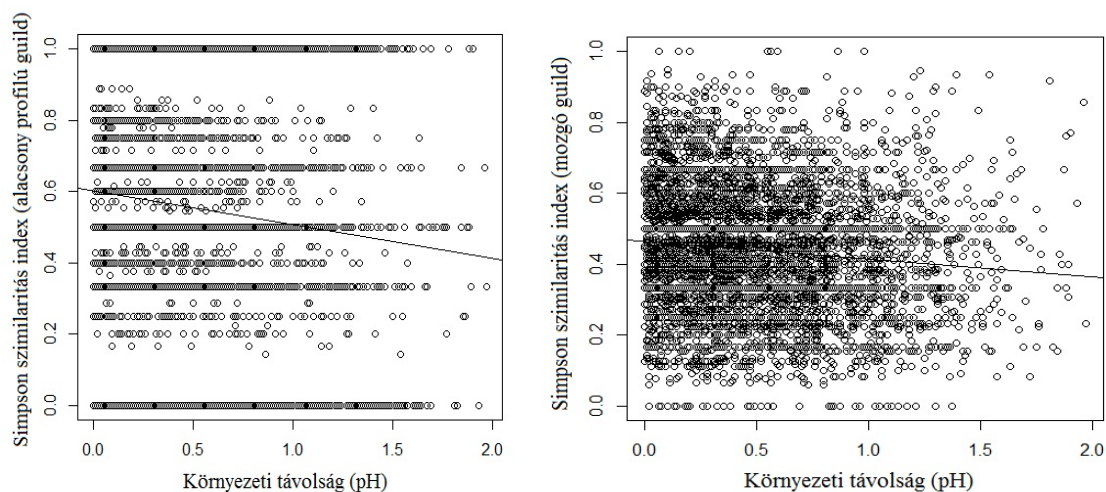 Simpson szimilaritás index (alacsony profilú guild)
1.0
0.8
0.6
0.4
0.2
0.0
0.0 0.5 1.0 1.5 2.0
Környezeti távolság (pH)
Simpson szimilaritás index (mozgó guild)
1.0
0.8
0.6
0.4
0.2
0.0
0.0 0.5 1.0 1.5 2.0
Környezeti távolság (pH)